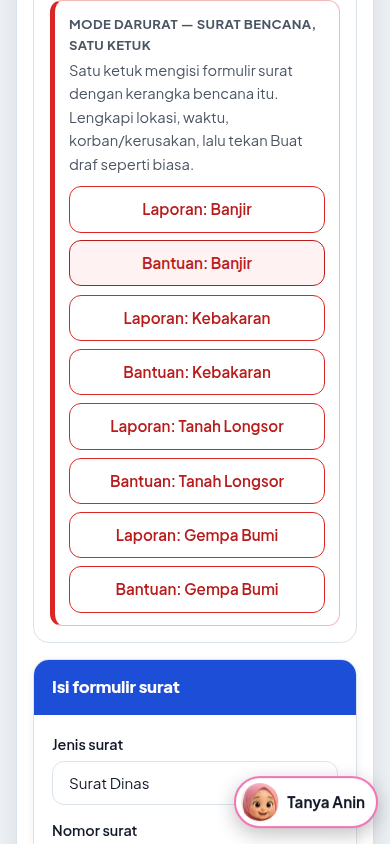 MODE DARURAT — SURAT BENCANA,
SATU KETUK
Satu ketuk mengisi formulir surat
dengan kerangka bencana itu.
Lengkapi lokasi, waktu,
korban/kerusakan, lalu tekan Buat
draf seperti biasa.
Laporan: Banjir
Bantuan: Banjir
Laporan: Kebakaran
Bantuan: Kebakaran
Laporan: Tanah Longsor
Bantuan: Tanah Longsor
Laporan: Gempa Bumi
Bantuan: Gempa Bumi
Isi formulir surat
Jenis surat
Surat Dinas
Tanya Anin
Nomor surat